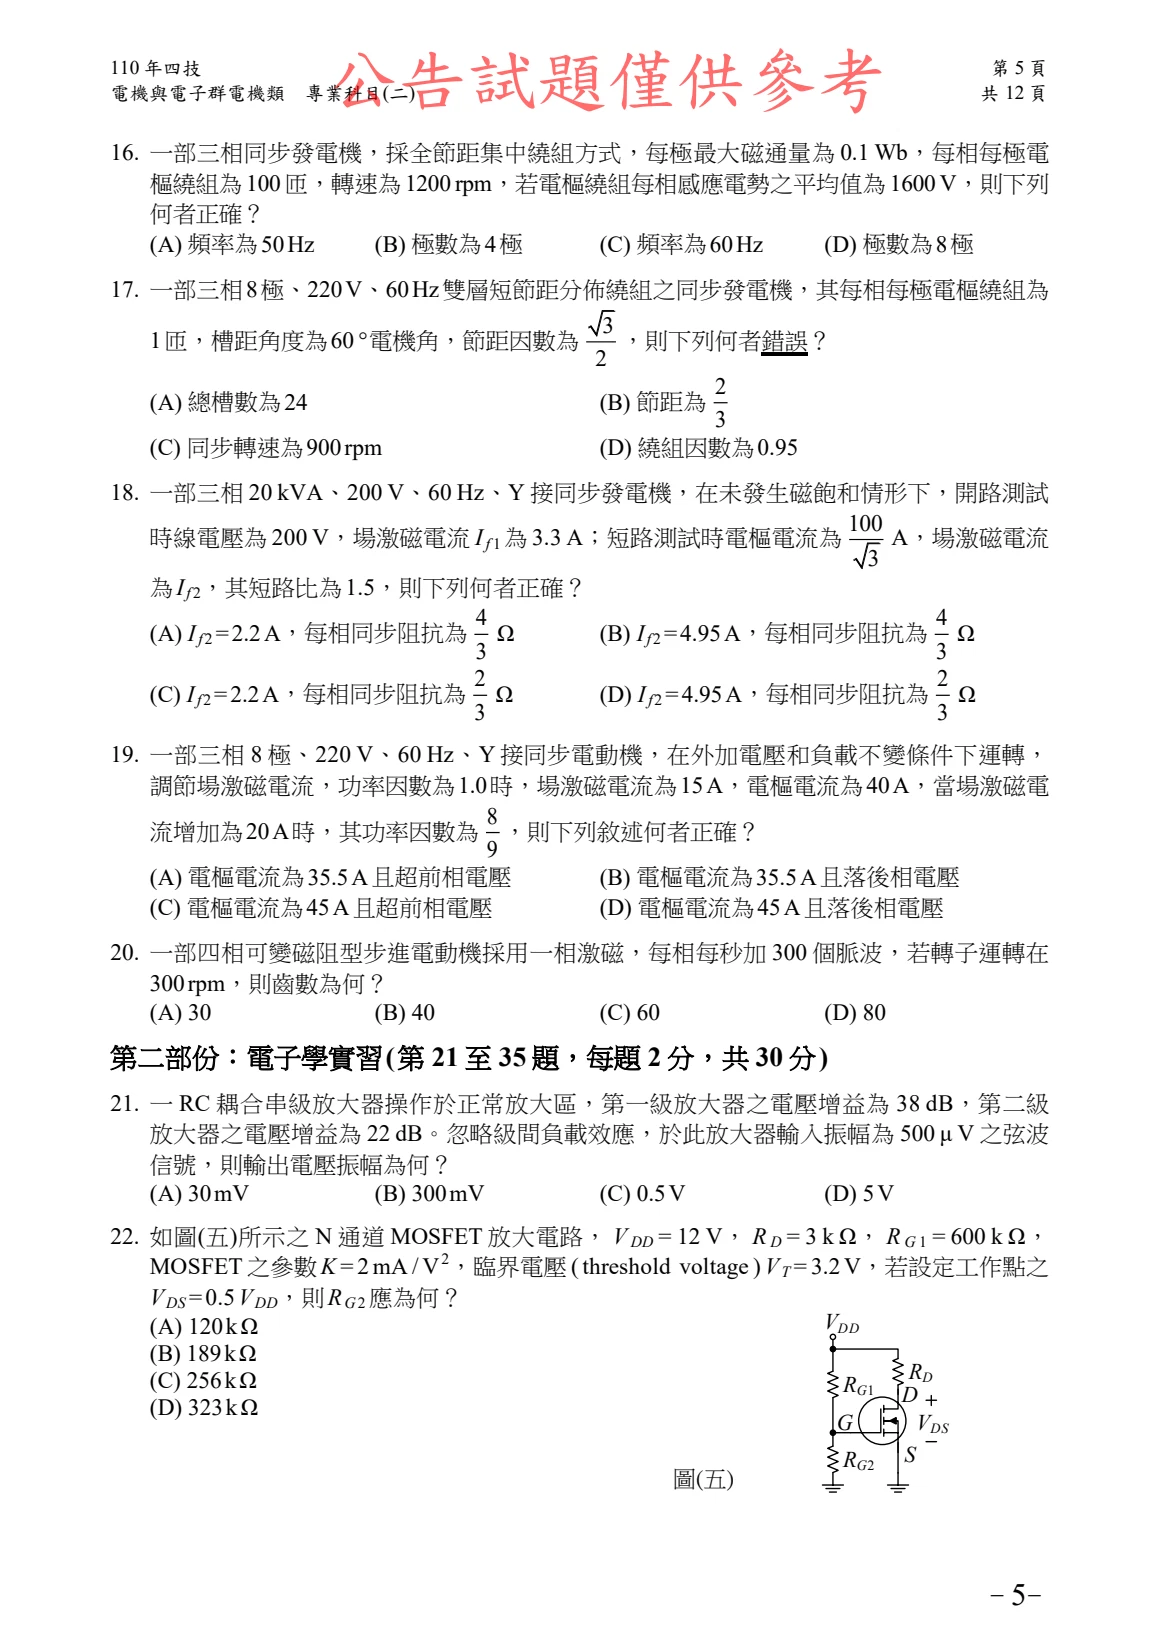 公告試題僅供參考
110 年四技
電機與電子群電機類　專業科目(二)
第 5 頁
共 12 頁
16. 一部三相同步發電機，採全節距集中繞組方式，每極最大磁通量為 0.1 Wb，每相每極電
樞繞組為 100 匝，轉速為 1200 rpm，若電樞繞組每相感應電勢之平均值為 1600 V，則下列
何者正確？
(A) 頻率為 50 Hz (B) 極數為 4 極 (C) 頻率為 60 Hz (D) 極數為 8 極
17. 一部三相 8 極、220 V、60 Hz 雙層短節距分佈繞組之同步發電機，其每相每極電樞繞組為
1 匝，槽距角度為 60 °電機角，節距因數為 √3/2，則下列何者錯誤？
(A) 總槽數為 24 (B) 節距為 2/3
(C) 同步轉速為 900 rpm (D) 繞組因數為 0.95
18. 一部三相 20 kVA、200 V、60 Hz、Y 接同步發電機，在未發生磁飽和情形下，開路測試
時線電壓為 200 V，場激磁電流 If1 為 3.3 A；短路測試時電樞電流為 100/√3 A，場激磁電流
為 If2，其短路比為 1.5，則下列何者正確？
(A) If2=2.2 A，每相同步阻抗為 4/3 Ω (B) If2=4.95 A，每相同步阻抗為 4/3 Ω
(C) If2=2.2 A，每相同步阻抗為 2/3 Ω (D) If2=4.95 A，每相同步阻抗為 2/3 Ω
19. 一部三相 8 極、220 V、60 Hz、Y 接同步電動機，在外加電壓和負載不變條件下運轉，
調節場激磁電流，功率因數為 1.0 時，場激磁電流為 15 A，電樞電流為 40 A，當場激磁電
流增加為 20 A 時，其功率因數為 8/9，則下列敘述何者正確？
(A) 電樞電流為 35.5 A 且超前相電壓 (B) 電樞電流為 35.5 A 且落後相電壓
(C) 電樞電流為 45 A 且超前相電壓 (D) 電樞電流為 45 A 且落後相電壓
20. 一部四相可變磁阻型步進電動機採用一相激磁，每相每秒加 300 個脈波，若轉子運轉在
300 rpm，則齒數為何？
(A) 30 (B) 40 (C) 60 (D) 80
第二部份：電子學實習(第 21 至 35 題，每題 2 分，共 30 分)
21. 一 RC 耦合串級放大器操作於正常放大區，第一級放大器之電壓增益為 38 dB，第二級
放大器之電壓增益為 22 dB。忽略級間負載效應，於此放大器輸入振幅為 500 μV 之弦波
信號，則輸出電壓振幅為何？
(A) 30 mV (B) 300 mV (C) 0.5 V (D) 5 V
22. 如圖(五)所示之 N 通道 MOSFET 放大電路， VDD = 12 V， RD = 3 kΩ， RG1 = 600 kΩ，
MOSFET 之參數 K = 2 mA / V²，臨界電壓 ( threshold voltage ) VT = 3.2 V，若設定工作點之
VDS = 0.5 VDD，則 RG2 應為何？
(A) 120 kΩ
(B) 189 kΩ
(C) 256 kΩ
(D) 323 kΩ
VDD
RD
RG1
D +
G
VDS
−
RG2
S
圖(五)
− 5−